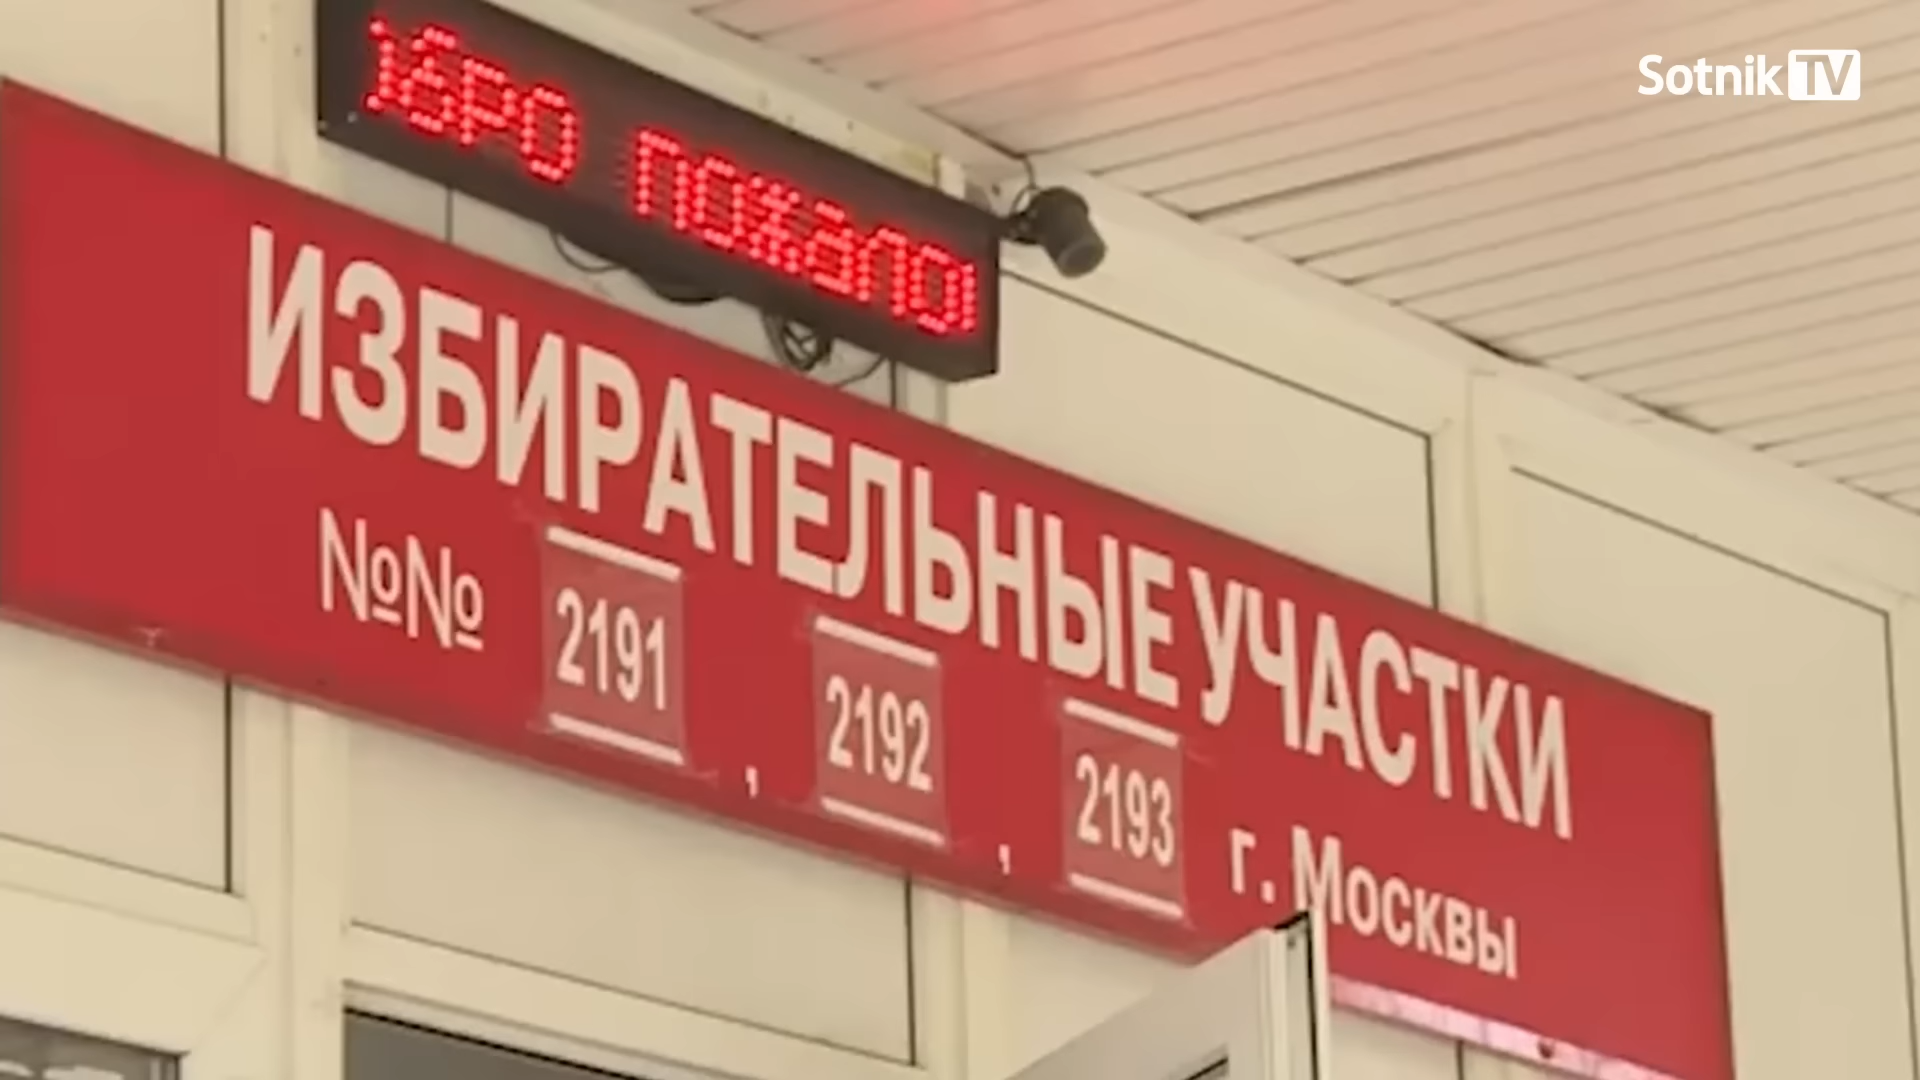 Sotnik TV
бро пожало
ИЗБИРАТЕЛЬНЫЕ УЧАСТКИ
№№ 2191 , 2192 , 2193 г. Москвы